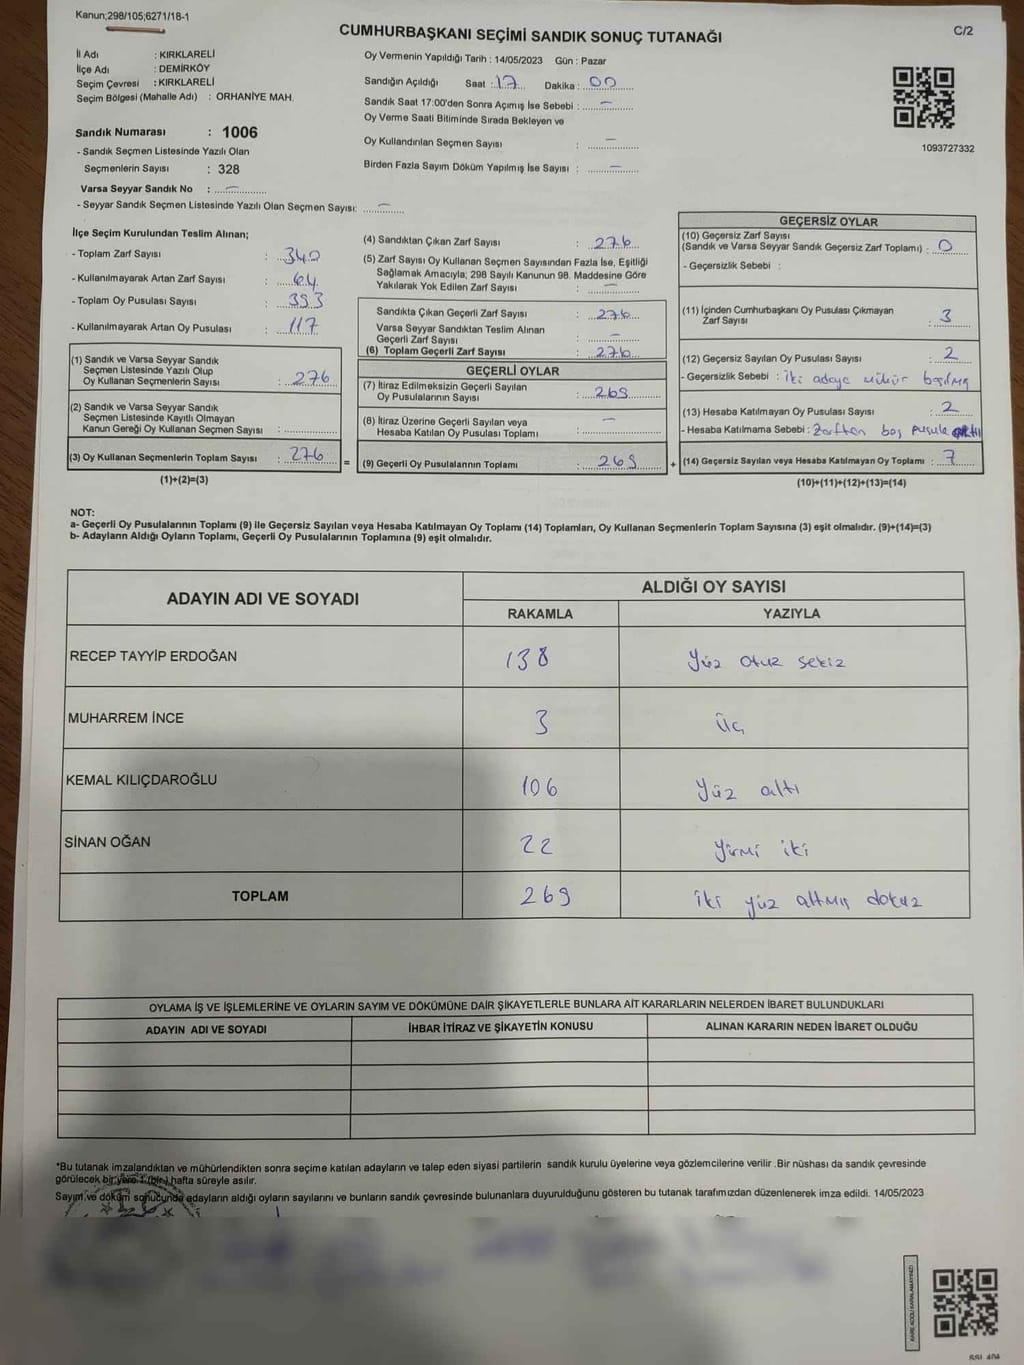 Kanun;298/105;6271/18-1
CUMHURBAŞKANI SEÇİMİ SANDIK SONUÇ TUTANAĞI
C/2
İl Adı : KIRKLARELİ
İlçe Adı : DEMİRKÖY
Seçim Çevresi : KIRKLARELİ
Seçim Bölgesi (Mahalle Adı) : ORHANİYE MAH.
Sandık Numarası : 1006
- Sandık Seçmen Listesinde Yazılı Olan
Seçmenlerin Sayısı : 328
Varsa Seyyar Sandık No : –
- Seyyar Sandık Seçmen Listesinde Yazılı Olan Seçmen Sayısı: –
Oy Vermenin Yapıldığı Tarih : 14/05/2023 Gün : Pazar
Sandığın Açıldığı Saat : 17 Dakika : 00
Sandık Saat 17:00'den Sonra Açımış İse Sebebi : –
Oy Verme Saati Bitiminde Sırada Bekleyen ve
Oy Kullandırılan Seçmen Sayısı : –
Birden Fazla Sayım Döküm Yapılmış İse Sayısı : –
1093727332
İlçe Seçim Kurulundan Teslim Alınan;
- Toplam Zarf Sayısı : 340
- Kullanılmayarak Artan Zarf Sayısı : 64
- Toplam Oy Pusulası Sayısı : 393
- Kullanılmayarak Artan Oy Pusulası : 117
(1) Sandık ve Varsa Seyyar Sandık
Seçmen Listesinde Yazılı Olup
Oy Kullanan Seçmenlerin Sayısı : 276
(2) Sandık ve Varsa Seyyar Sandık
Seçmen Listesinde Kayıtlı Olmayan
Kanun Gereği Oy Kullanan Seçmen Sayısı :
(3) Oy Kullanan Seçmenlerin Toplam Sayısı : 276
(1)+(2)=(3)
(4) Sandıktan Çıkan Zarf Sayısı : 276
(5) Zarf Sayısı Oy Kullanan Seçmen Sayısından Fazla İse, Eşitliği
Sağlamak Amacıyla; 298 Sayılı Kanunun 98. Maddesine Göre
Yakılarak Yok Edilen Zarf Sayısı : –
Sandıkta Çıkan Geçerli Zarf Sayısı : 276
Varsa Seyyar Sandıktan Teslim Alınan
Geçerli Zarf Sayısı : –
(6) Toplam Geçerli Zarf Sayısı : 276
GEÇERLİ OYLAR
(7) İtiraz Edilmeksizin Geçerli Sayılan
Oy Pusulalarının Sayısı : 269
(8) İtiraz Üzerine Geçerli Sayılan veya
Hesaba Katılan Oy Pusulası Toplamı : –
= (9) Geçerli Oy Pusulalarının Toplamı : 269 +
GEÇERSİZ OYLAR
(10) Geçersiz Zarf Sayısı
(Sandık ve Varsa Seyyar Sandık Geçersiz Zarf Toplamı) : 0
- Geçersizlik Sebebi :
(11) İçinden Cumhurbaşkanı Oy Pusulası Çıkmayan
Zarf Sayısı : 3
(12) Geçersiz Sayılan Oy Pusulası Sayısı : 2
- Geçersizlik Sebebi : iki adaya mühür basılmış
(13) Hesaba Katılmayan Oy Pusulası Sayısı : 2
- Hesaba Katılmama Sebebi : Zarftan boş pusula çıktı
(14) Geçersiz Sayılan veya Hesaba Katılmayan Oy Toplamı : 7
(10)+(11)+(12)+(13)=(14)
NOT:
a- Geçerli Oy Pusulalarının Toplamı (9) ile Geçersiz Sayılan veya Hesaba Katılmayan Oy Toplamı (14) Toplamları, Oy Kullanan Seçmenlerin Toplam Sayısına (3) eşit olmalıdır. (9)+(14)=(3)
b- Adayların Aldığı Oyların Toplamı, Geçerli Oy Pusulalarının Toplamına (9) eşit olmalıdır.
ADAYIN ADI VE SOYADI
ALDIĞI OY SAYISI
RAKAMLA YAZIYLA
RECEP TAYYİP ERDOĞAN 138 Yüz otuz sekiz
MUHARREM İNCE 3 üç
KEMAL KILIÇDAROĞLU 106 Yüz altı
SİNAN OĞAN 22 Yirmi iki
TOPLAM 269 iki yüz altmış dokuz
OYLAMA İŞ VE İŞLEMLERİNE VE OYLARIN SAYIM VE DÖKÜMÜNE DAİR ŞİKAYETLERLE BUNLARA AİT KARARLARIN NELERDEN İBARET BULUNDUKLARI
ADAYIN ADI VE SOYADI İHBAR İTİRAZ VE ŞİKAYETİN KONUSU ALINAN KARARIN NEDEN İBARET OLDUĞU
*Bu tutanak imzalandıktan ve mühürlendikten sonra seçime katılan adayların ve talep eden siyasi partilerin sandık kurulu üyelerine veya gözlemcilerine verilir .Bir nüshası da sandık çevresinde
görülecek bir yere 1 (bir) hafta süreyle asılır.
Sayım ve döküm sonucunda adayların aldığı oyların sayılarını ve bunların sandık çevresinde bulunanlara duyurulduğunu gösteren bu tutanak tarafımızdan düzenlenerek imza edildi. 14/05/2023
KARE KODU KARALAMAYINIZ!